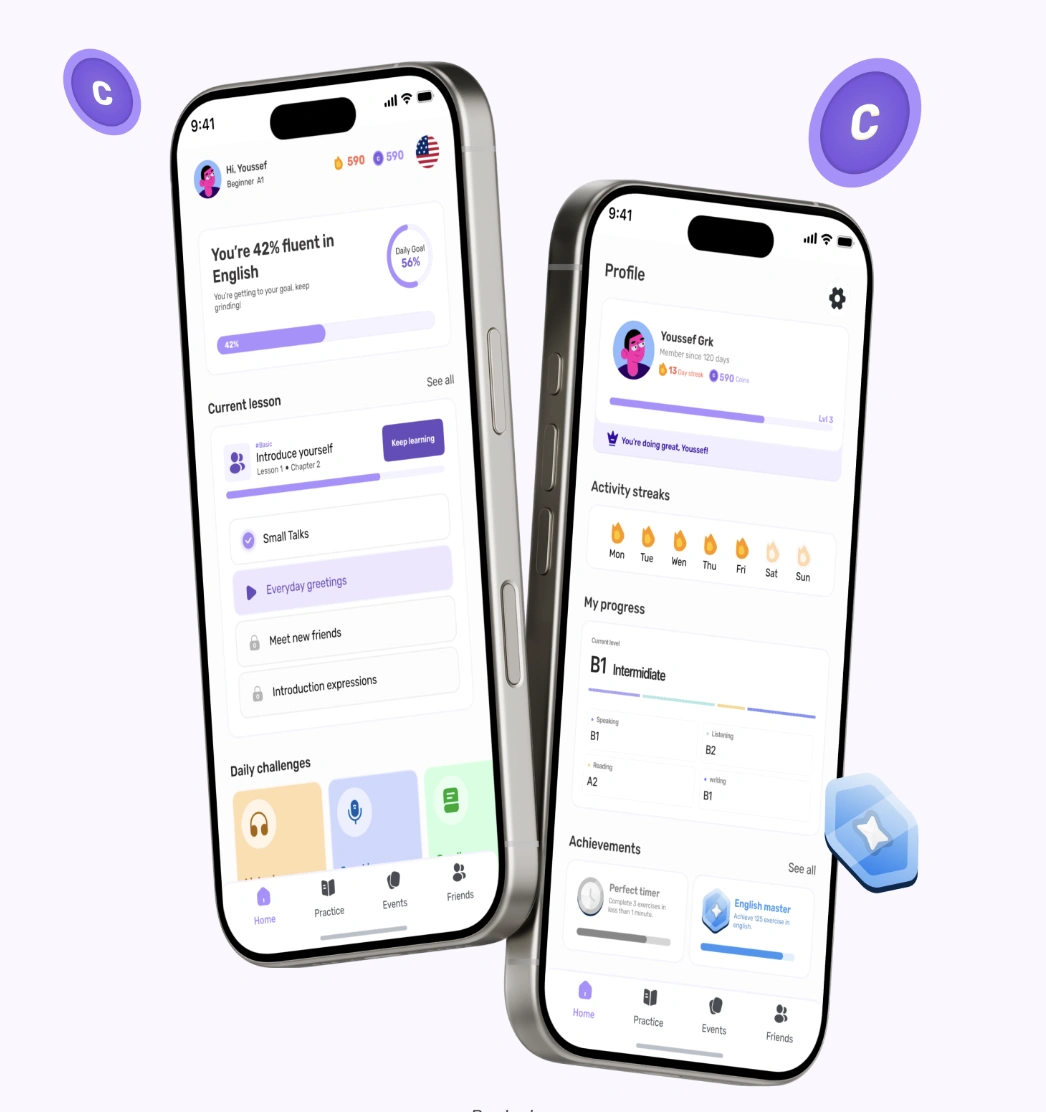 C
C
9:41
Hi, Youssef
Beginner A1
590
590
You're 42% fluent in
English
You're getting to your goal, keep
grinding!
Daily Goal
56%
42%
See all
Current lesson
#Basic
Introduce yourself
Lesson 1 • Chapter 2
Keep learning
Small Talks
Everyday greetings
Meet new friends
Introduction expressions
Daily challenges
Home
Practice
Events
Friends
9:41
Profile
Youssef Grk
Member since 120 days
13 Day streak
590 Coins
Lvl 3
You're doing great, Youssef!
Activity streaks
Mon
Tue
Wen
Thu
Fri
Sat
Sun
My progress
Current level
B1 Intermidiate
Speaking
B1
Listening
B2
Reading
A2
writing
B1
Achievements
See all
Perfect timer
Complete 3 exercises in
less than 1 minute.
English master
Achieve 125 exercise in
english.
Home
Practice
Events
Friends